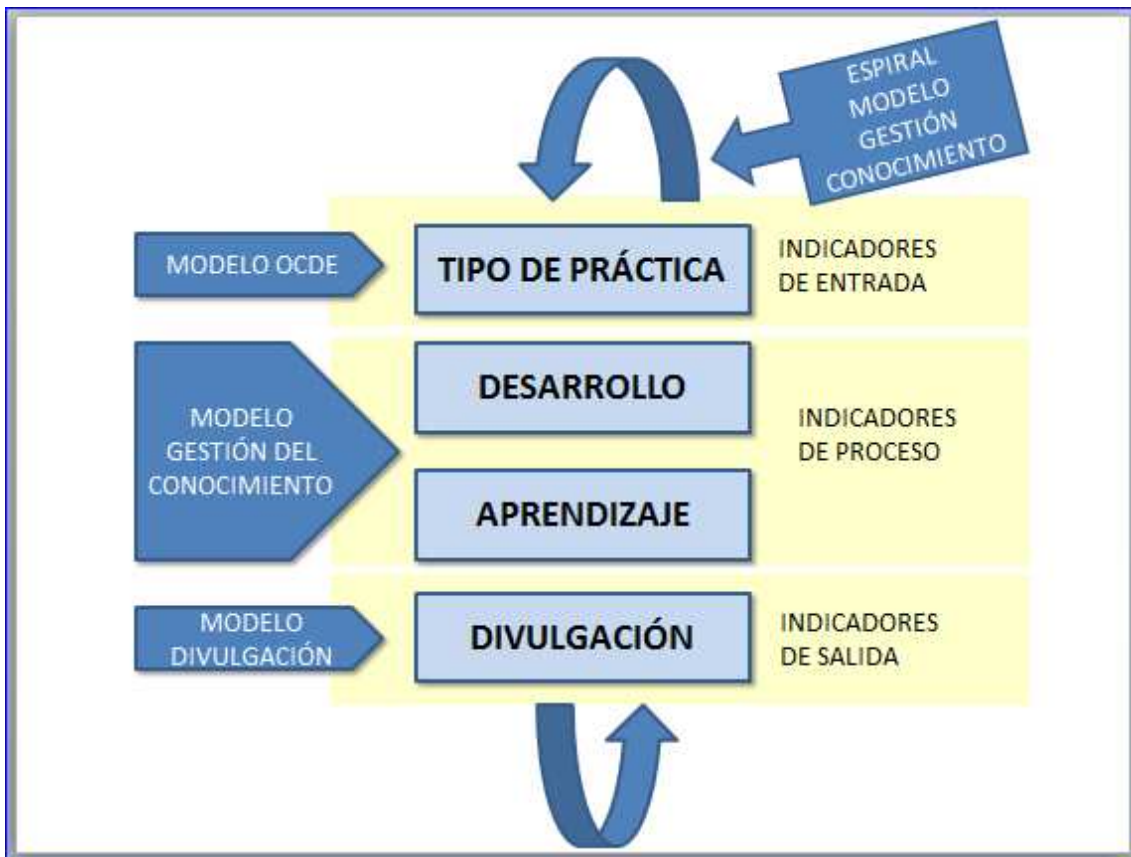 ESPIRAL
MODELO
GESTIÓN
CONOCIMIENTO
MODELO OCDE
TIPO DE PRÁCTICA
INDICADORES
DE ENTRADA
MODELO
GESTIÓN DEL
CONOCIMIENTO
DESARROLLO
APRENDIZAJE
INDICADORES
DE PROCESO
MODELO
DIVULGACIÓN
DIVULGACIÓN
INDICADORES
DE SALIDA